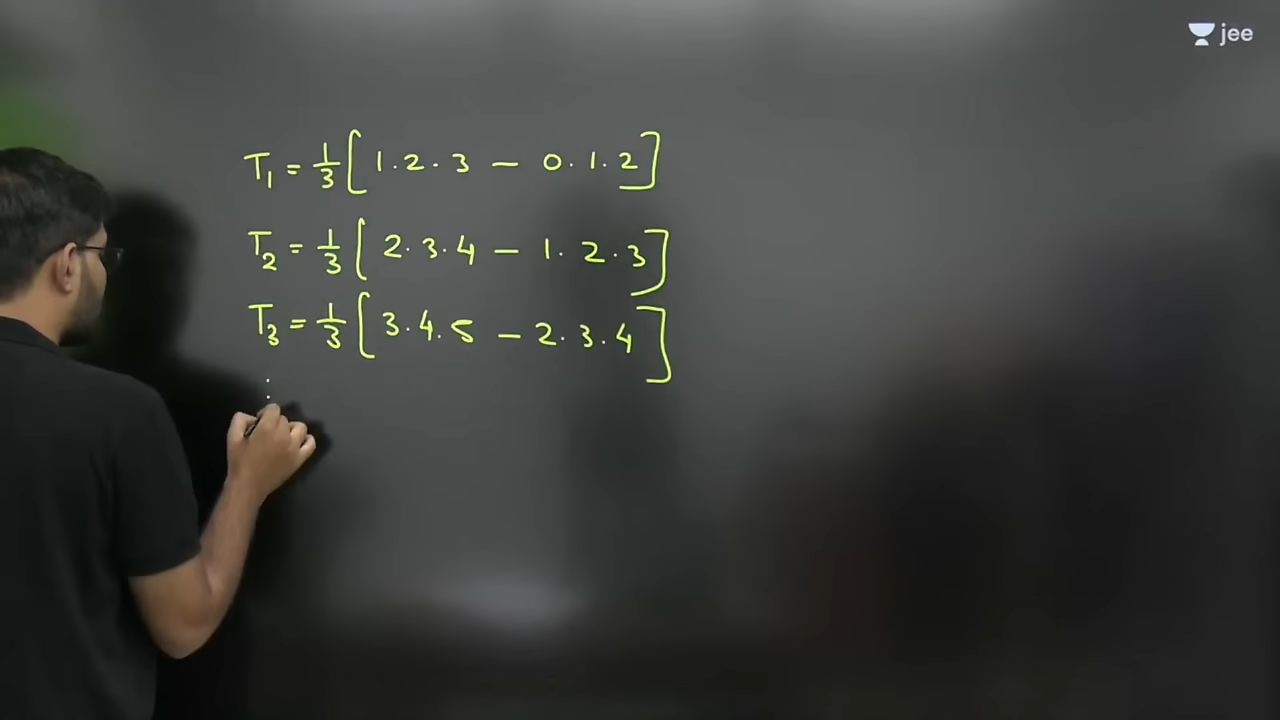 jee
T₁ = 1/3 [ 1.2.3 − 0.1.2 ]
T₂ = 1/3 [ 2.3.4 − 1.2.3 ]
T₃ = 1/3 [ 3.4.5 − 2.3.4 ]